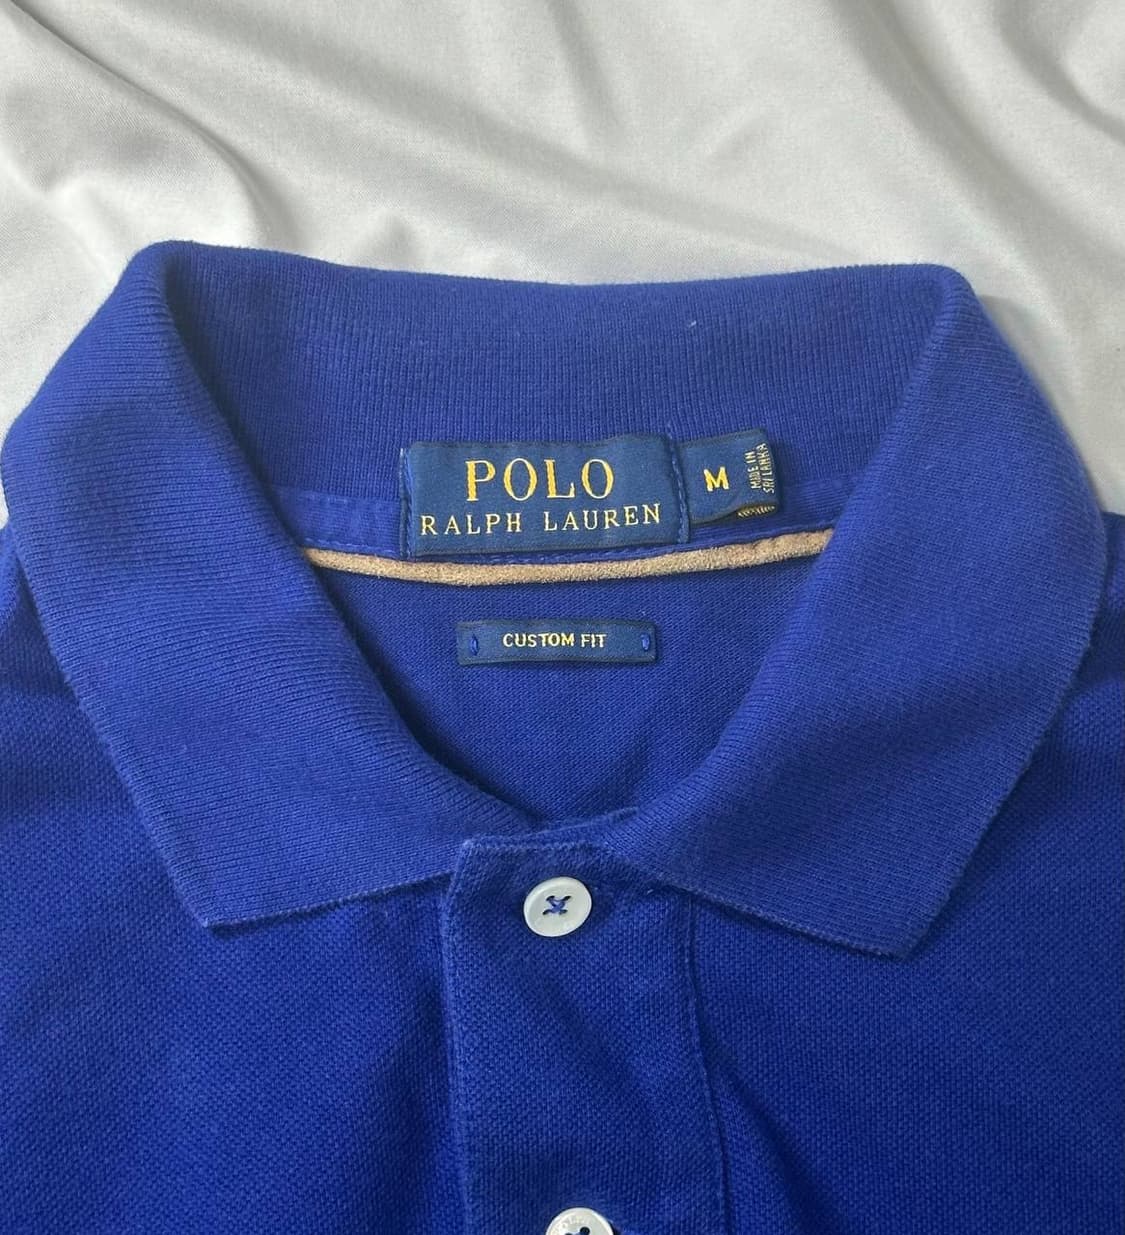 POLO
RALPH LAUREN
M
MADE IN
SRI LANKA
CUSTOM FIT